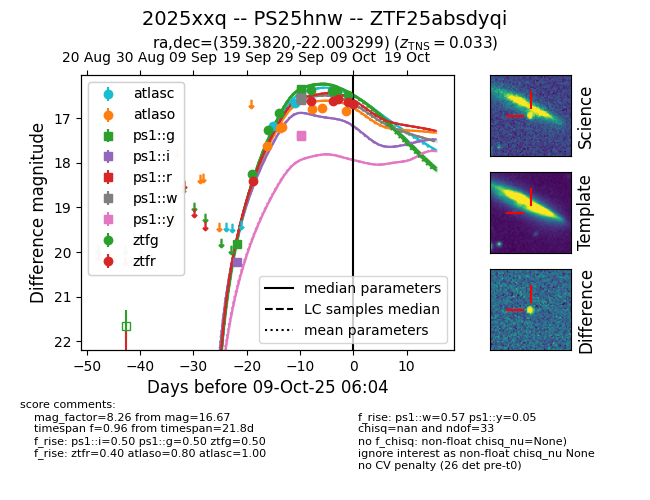 2025xxq -- PS25hnw -- ZTF25absdyqi
ra,dec=(359.3820,-22.003299) (z_TNS = 0.033)
20 Aug 30 Aug 09 Sep 19 Sep 29 Sep 09 Oct 19 Oct
atlasc
atlaso
ps1::g
ps1::i
ps1::r
ps1::w
ps1::y
ztfg
ztfr
median parameters
LC samples median
mean parameters
17
18
19
20
21
22
Difference magnitude
−50 −40 −30 −20 −10 0 10
Days before 09-Oct-25 06:04
Science
Template
Difference
score comments:
mag_factor=8.26 from mag=16.67
timespan f=0.96 from timespan=21.8d
f_rise: ps1::i=0.50 ps1::g=0.50 ztfg=0.50
f_rise: ztfr=0.40 atlaso=0.80 atlasc=1.00
f_rise: ps1::w=0.57 ps1::y=0.05
chisq=nan and ndof=33
no f_chisq: non-float chisq_nu=None)
ignore interest as non-float chisq_nu None
no CV penalty (26 det pre-t0)